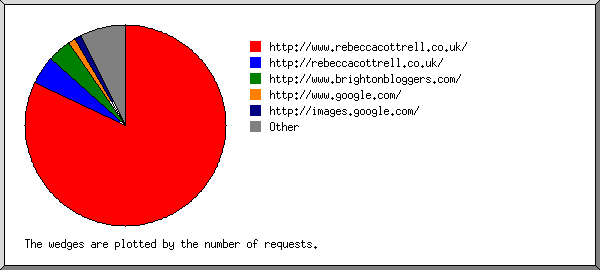 http://www.rebeccacottrell.co.uk/
http://rebeccacottrell.co.uk/
http://www.brightonbloggers.com/
http://www.google.com/
http://images.google.com/
Other
The wedges are plotted by the number of requests.